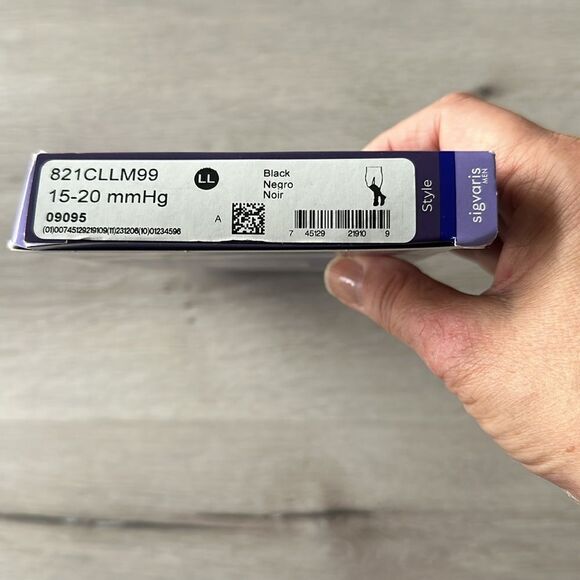 821CLLM99
15-20 mmHg
09095
(01)00745129219109(11)231206(10)01234596
LL
A
Black
Negro
Noir
7 45129 21910 9
Style
sigvaris
MEN